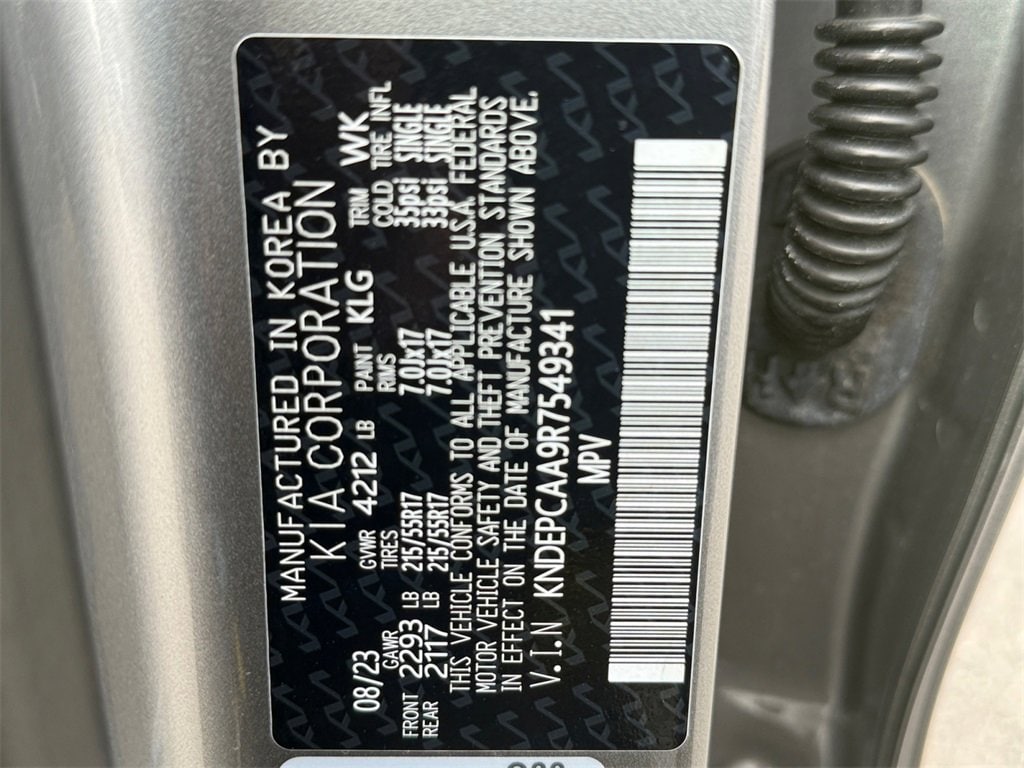 MANUFACTURED IN KOREA BY
KIA CORPORATION
08/23 GVWR 4212 LB PAINT KLG TRIM WK
GAWR TIRES RIMS COLD TIRE INFL
FRONT 2293 LB 215/55R17 7.0Jx17 35psi SINGLE
REAR 2117 LB 215/55R17 7.0Jx17 33psi SINGLE
THIS VEHICLE CONFORMS TO ALL APPLICABLE U.S.A. FEDERAL
MOTOR VEHICLE SAFETY AND THEFT PREVENTION STANDARDS
IN EFFECT ON THE DATE OF MANUFACTURE SHOWN ABOVE.
V.I.N KNDEPCAA9R7549341
MPV